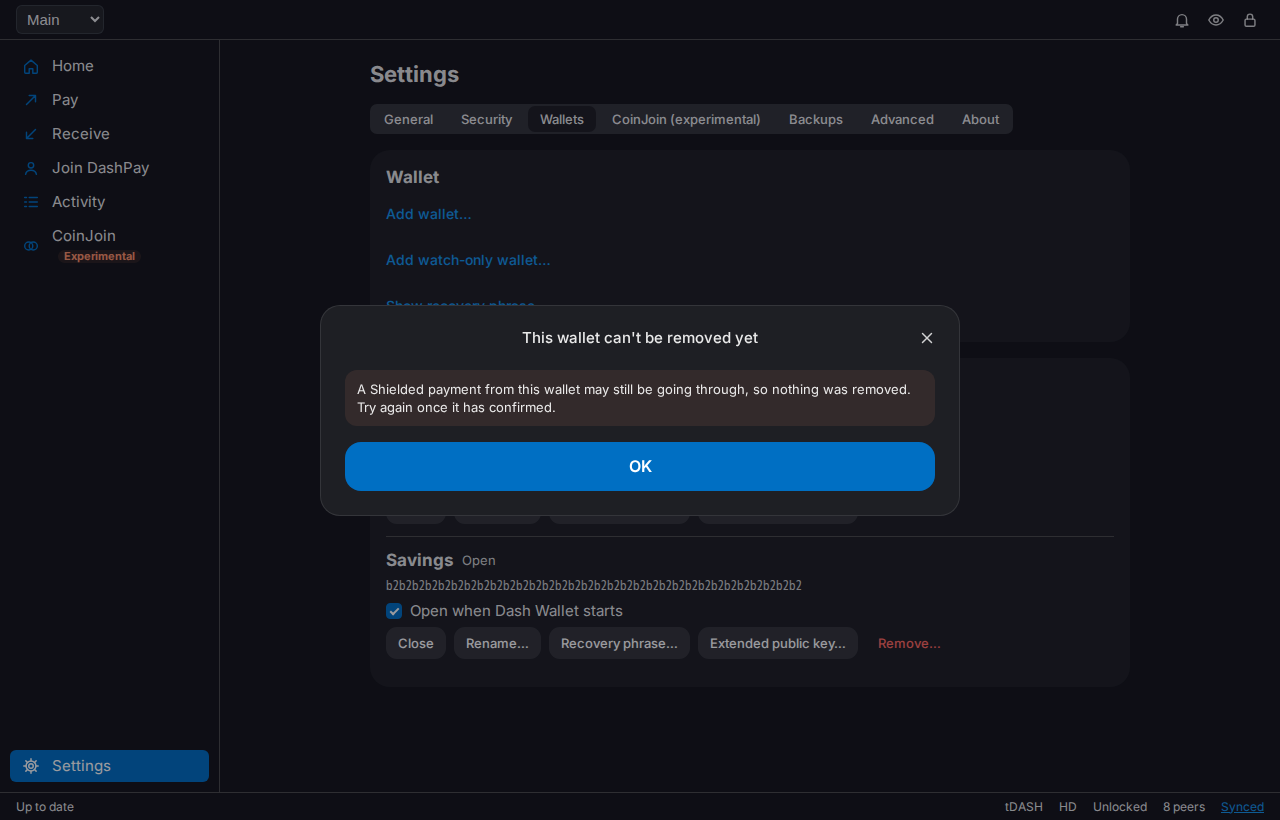 Main
Home
Pay
Receive
Join DashPay
Activity
CoinJoin
Experimental
Settings
Settings
General Security Wallets CoinJoin (experimental) Backups Advanced About
Wallet
Add wallet...
Add watch-only wallet...
Show recovery phrase
This wallet can't be removed yet
A Shielded payment from this wallet may still be going through, so nothing was removed.
Try again once it has confirmed.
OK
Savings Open
b2b2b2b2b2b2b2b2b2b2b2b2b2b2b2b2b2b2b2b2b2b2b2b2b2b2b2b2b2b2b2b2
Open when Dash Wallet starts
Close Rename... Recovery phrase... Extended public key... Remove...
Up to date tDASH HD Unlocked 8 peers Synced